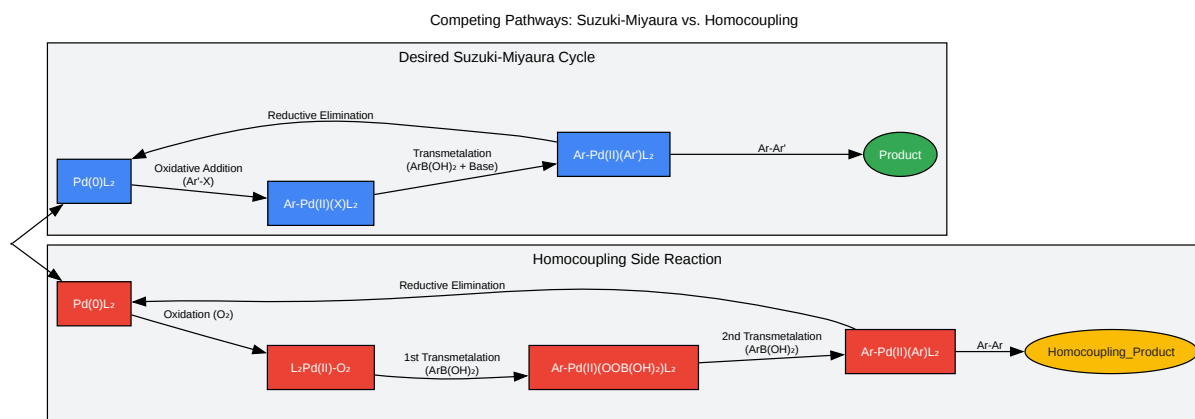 Competing Pathways: Suzuki-Miyaura vs. Homocoupling
Desired Suzuki-Miyaura Cycle
Reductive Elimination
Pd(0)L₂
Oxidative Addition
(Ar'-X)
Ar-Pd(II)(X)L₂
Transmetalation
(ArB(OH)₂ + Base)
Ar-Pd(II)(Ar')L₂
Ar-Ar'
Product
Homocoupling Side Reaction
Reductive Elimination
Pd(0)L₂
Oxidation (O₂)
L₂Pd(II)-O₂
1st Transmetalation
(ArB(OH)₂)
Ar-Pd(II)(OOB(OH)₂)L₂
2nd Transmetalation
(ArB(OH)₂)
Ar-Pd(II)(Ar)L₂
Ar-Ar
Homocoupling_Product